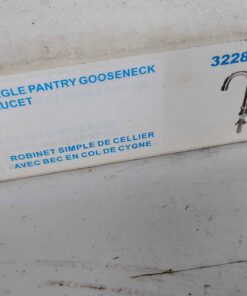 GLE PANTRY GOOSENECK
UCET
3228
ROBINET SIMPLE DE CELLIER
AVEC BEC EN COL DE CYGNE